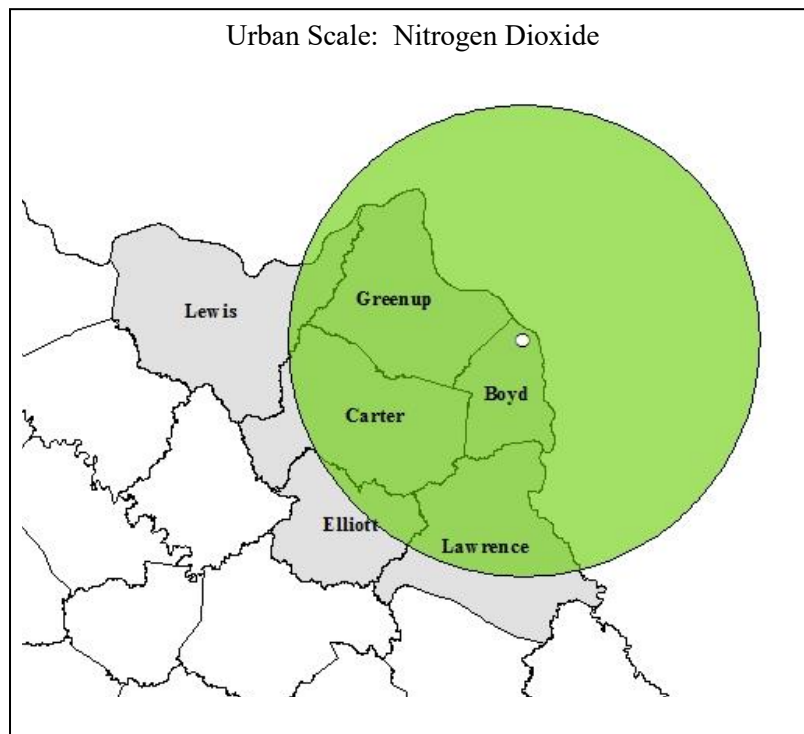 Urban Scale: Nitrogen Dioxide
Greenup
Lewis
Boyd
Carter
Elliott
Lawrence